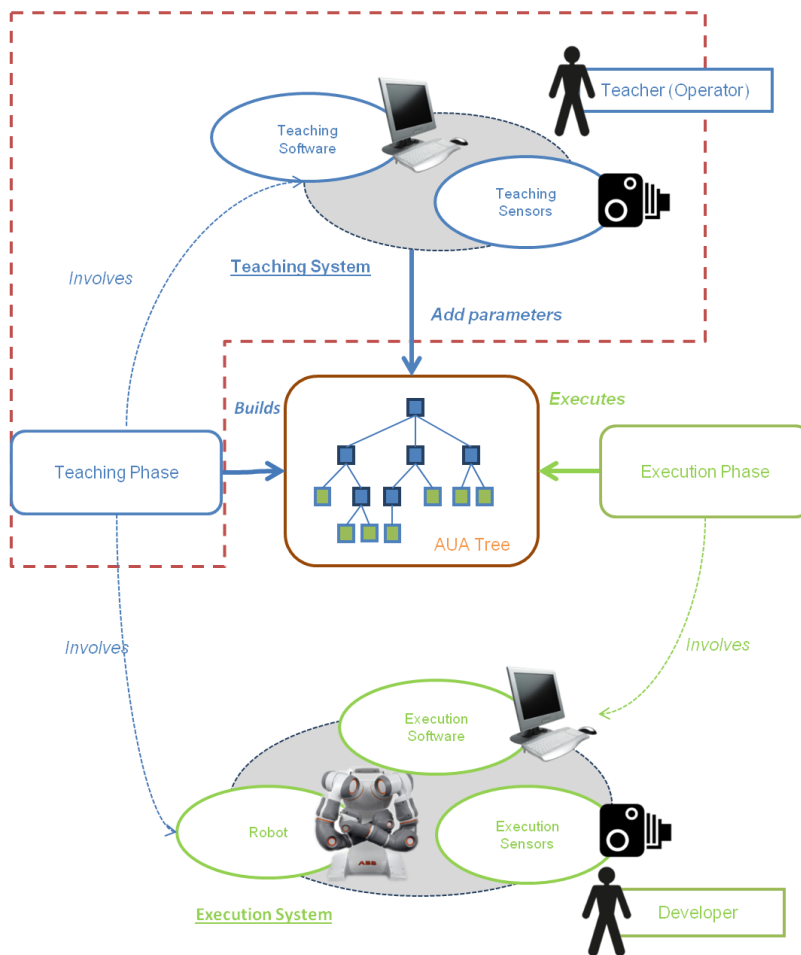 Teacher (Operator)
Teaching
Software
Teaching
Sensors
Teaching System
Involves
Add parameters
Builds
Executes
Teaching Phase
Execution Phase
AUA Tree
Involves
Involves
Execution
Software
Robot
Execution
Sensors
ABB
Execution System
Developer